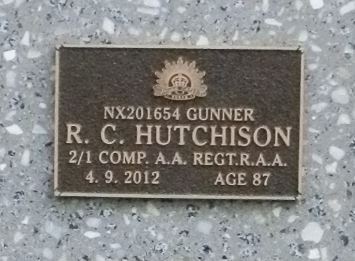 NX201654 GUNNER
R. C. HUTCHISON
2/1 COMP. A.A. REGT.R.A.A.
4. 9. 2012 AGE 87